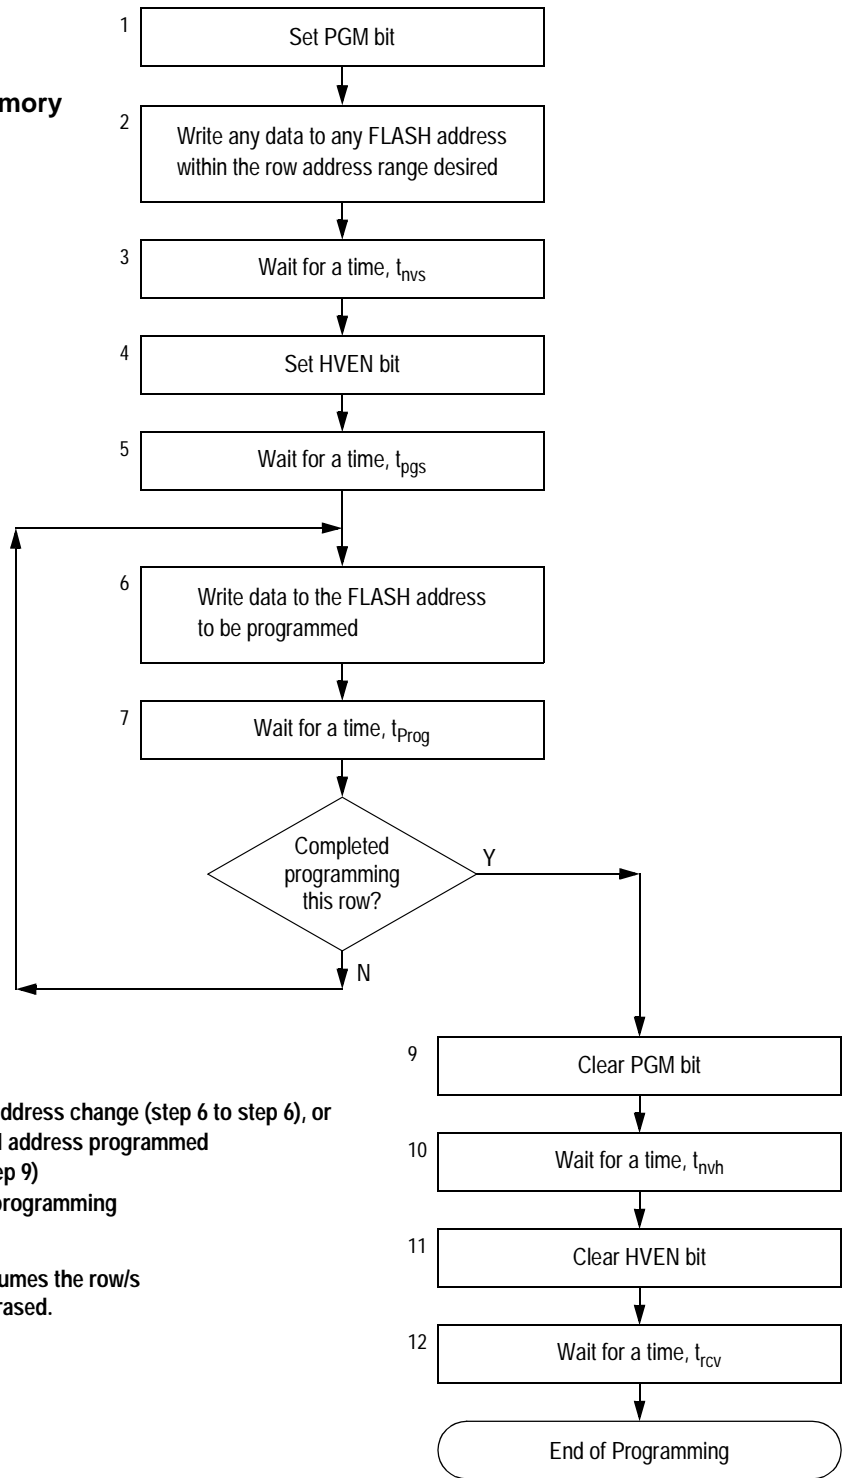 1
Set PGM bit
mory
2
Write any data to any FLASH address
within the row address range desired
3
Wait for a time, tnvs
4
Set HVEN bit
5
Wait for a time, tpgs
6
Write data to the FLASH address
to be programmed
7
Wait for a time, tProg
Completed
programming
this row?
Y
N
9
Clear PGM bit
ddress change (step 6 to step 6), or
address programmed
ep 9)
programming
10
Wait for a time, tnvh
11
Clear HVEN bit
umes the row/s
rased.
12
Wait for a time, trcv
End of Programming